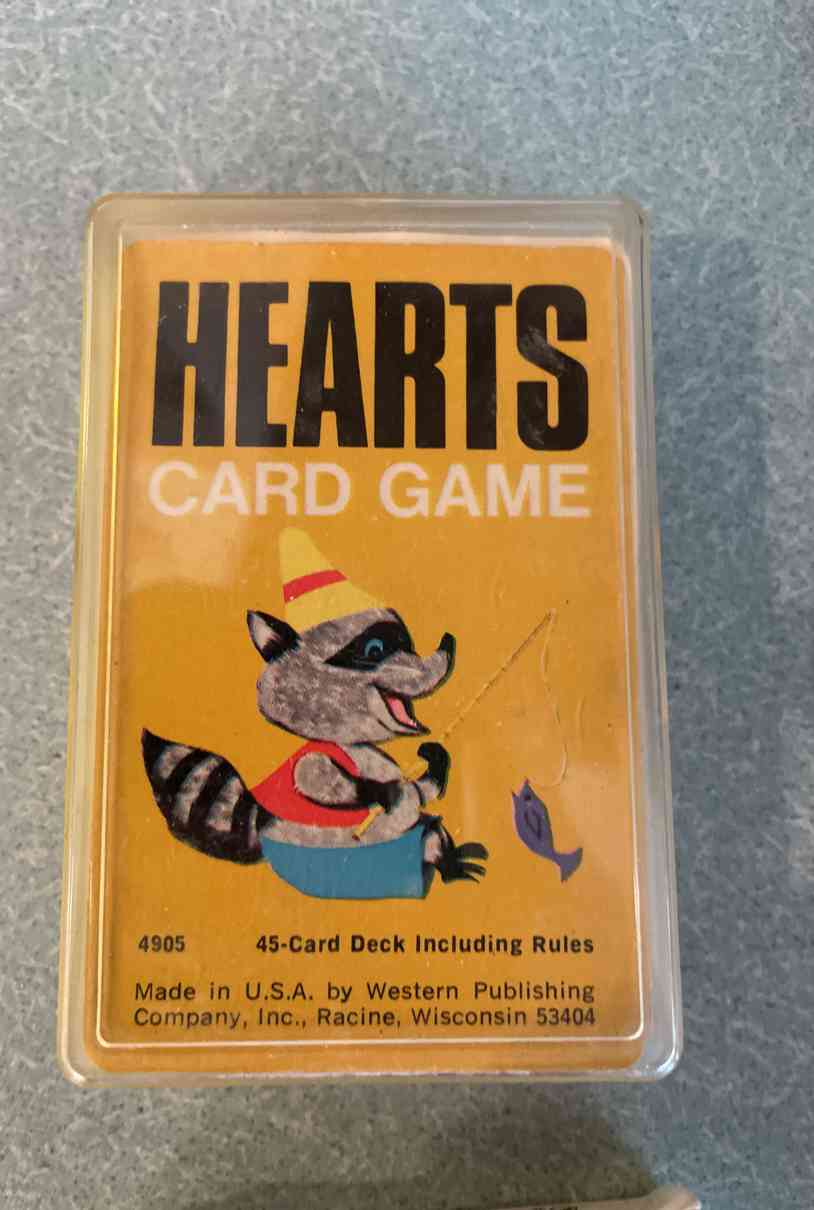 HEARTS
CARD GAME
4905 45-Card Deck Including Rules
Made in U.S.A. by Western Publishing
Company, Inc., Racine, Wisconsin 53404